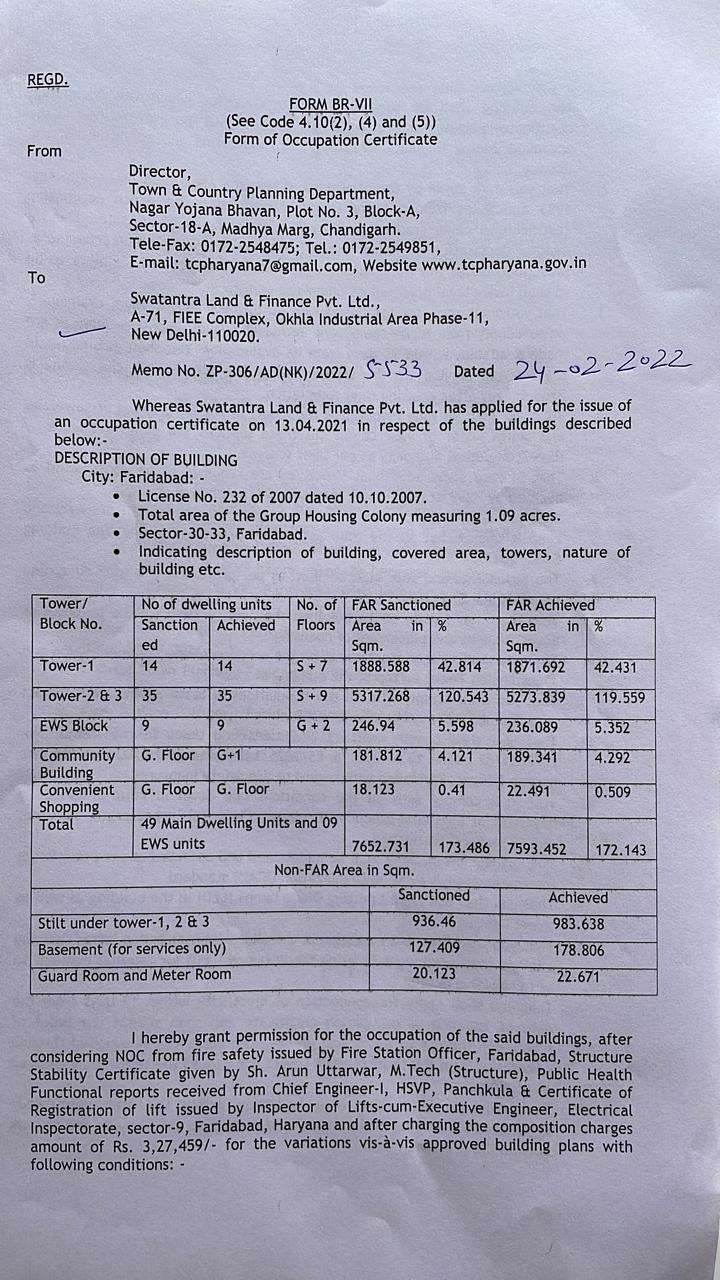 REGD.
FORM BR-VII
(See Code 4.10(2), (4) and (5))
Form of Occupation Certificate
From
Director,
Town & Country Planning Department,
Nagar Yojana Bhavan, Plot No. 3, Block-A,
Sector-18-A, Madhya Marg, Chandigarh.
Tele-Fax: 0172-2548475; Tel.: 0172-2549851,
E-mail: tcpharyana7@gmail.com, Website www.tcpharyana.gov.in
To
Swatantra Land & Finance Pvt. Ltd.,
A-71, FIEE Complex, Okhla Industrial Area Phase-11,
New Delhi-110020.
Memo No. ZP-306/AD(NK)/2022/ 5533 Dated 24-02-2022
Whereas Swatantra Land & Finance Pvt. Ltd. has applied for the issue of
an occupation certificate on 13.04.2021 in respect of the buildings described
below:-
DESCRIPTION OF BUILDING
City: Faridabad: -
• License No. 232 of 2007 dated 10.10.2007.
• Total area of the Group Housing Colony measuring 1.09 acres.
• Sector-30-33, Faridabad.
• Indicating description of building, covered area, towers, nature of
building etc.
Tower/ No of dwelling units No. of FAR Sanctioned FAR Achieved
Block No. Sanction Achieved Floors Area in % Area in %
ed Sqm. Sqm.
Tower-1 14 14 S + 7 1888.588 42.814 1871.692 42.431
Tower-2 & 3 35 35 S + 9 5317.268 120.543 5273.839 119.559
EWS Block 9 9 G + 2 246.94 5.598 236.089 5.352
Community G. Floor G+1 181.812 4.121 189.341 4.292
Building
Convenient G. Floor G. Floor 18.123 0.41 22.491 0.509
Shopping
Total 49 Main Dwelling Units and 09
EWS units 7652.731 173.486 7593.452 172.143
Non-FAR Area in Sqm.
Sanctioned Achieved
Stilt under tower-1, 2 & 3 936.46 983.638
Basement (for services only) 127.409 178.806
Guard Room and Meter Room 20.123 22.671
I hereby grant permission for the occupation of the said buildings, after
considering NOC from fire safety issued by Fire Station Officer, Faridabad, Structure
Stability Certificate given by Sh. Arun Uttarwar, M.Tech (Structure), Public Health
Functional reports received from Chief Engineer-I, HSVP, Panchkula & Certificate of
Registration of lift issued by Inspector of Lifts-cum-Executive Engineer, Electrical
Inspectorate, sector-9, Faridabad, Haryana and after charging the composition charges
amount of Rs. 3,27,459/- for the variations vis-à-vis approved building plans with
following conditions: -